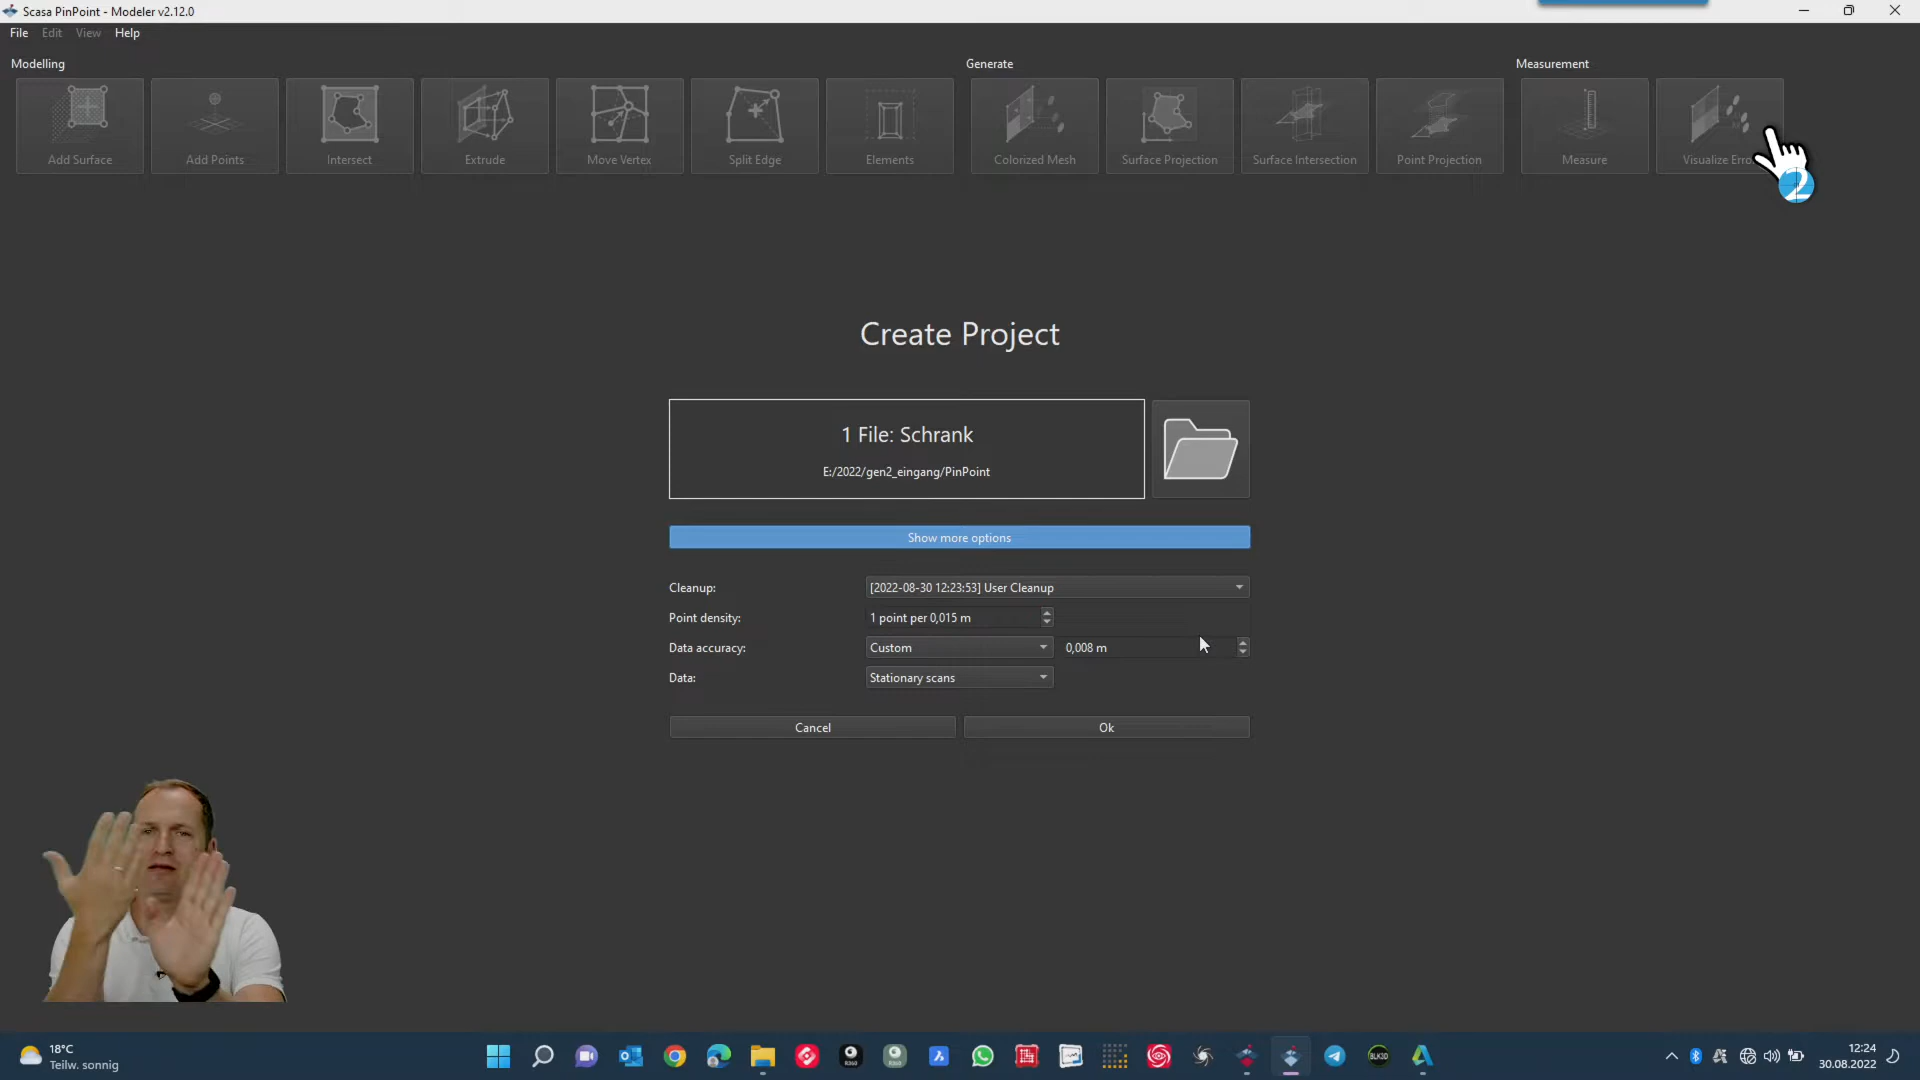 Scasa PinPoint - Modeler v2.12.0
File Edit View Help
Modelling Generate Measurement
Add Surface Add Points Intersect Extrude Move Vertex Split Edge Elements Colorized Mesh Surface Projection Surface Intersection Point Projection Measure Visualize
2
Create Project
1 File: Schrank
E:/2022/gen2_eingang/PinPoint
Show more options
Cleanup: [2022-08-30 12:23:53] User Cleanup
Point density: 1 point per 0,015 m
Data accuracy: Custom 0,008 m
Data: Stationary scans
Cancel Ok
18°C
Teilw. sonnig
BLK3D
12:24
30.08.2022